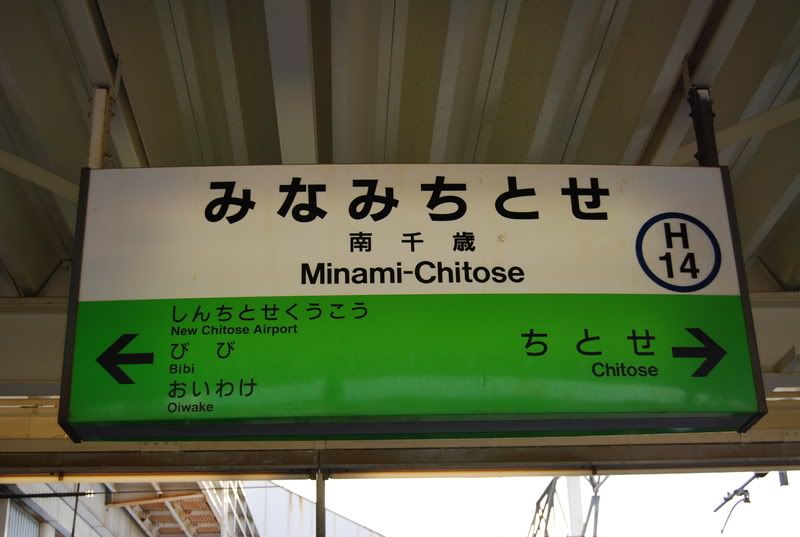 みなみちとせ
南千歳
Minami-Chitose
H
14
しんちとせくうこう
New Chitose Airport
びび
Bibi
おいわけ
Oiwake
ちとせ
Chitose